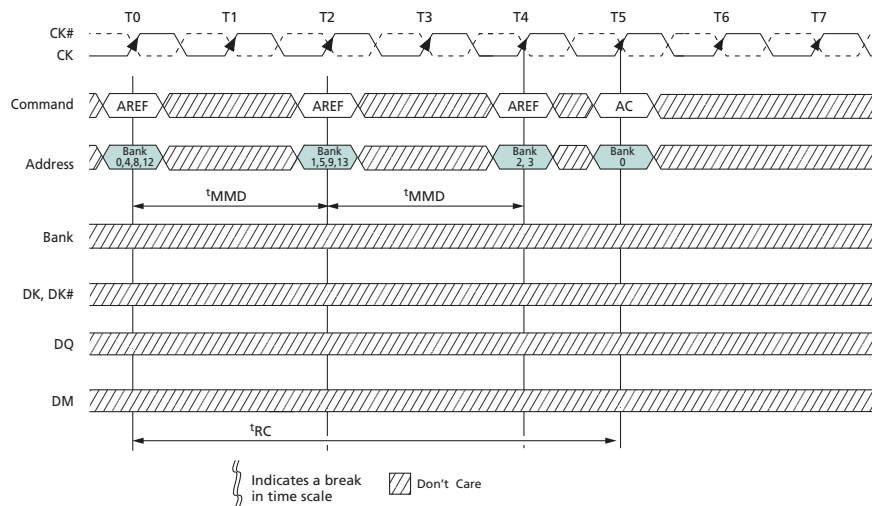 T0 T1 T2 T3 T4 T5 T6 T7
CK#
CK
Command AREF AREF AREF AC
Address Bank 0,4,8,12 Bank 1,5,9,13 Bank 2, 3 Bank 0
tMMD tMMD
Bank
DK, DK#
DQ
DM
tRC
Indicates a break
in time scale
Don't Care